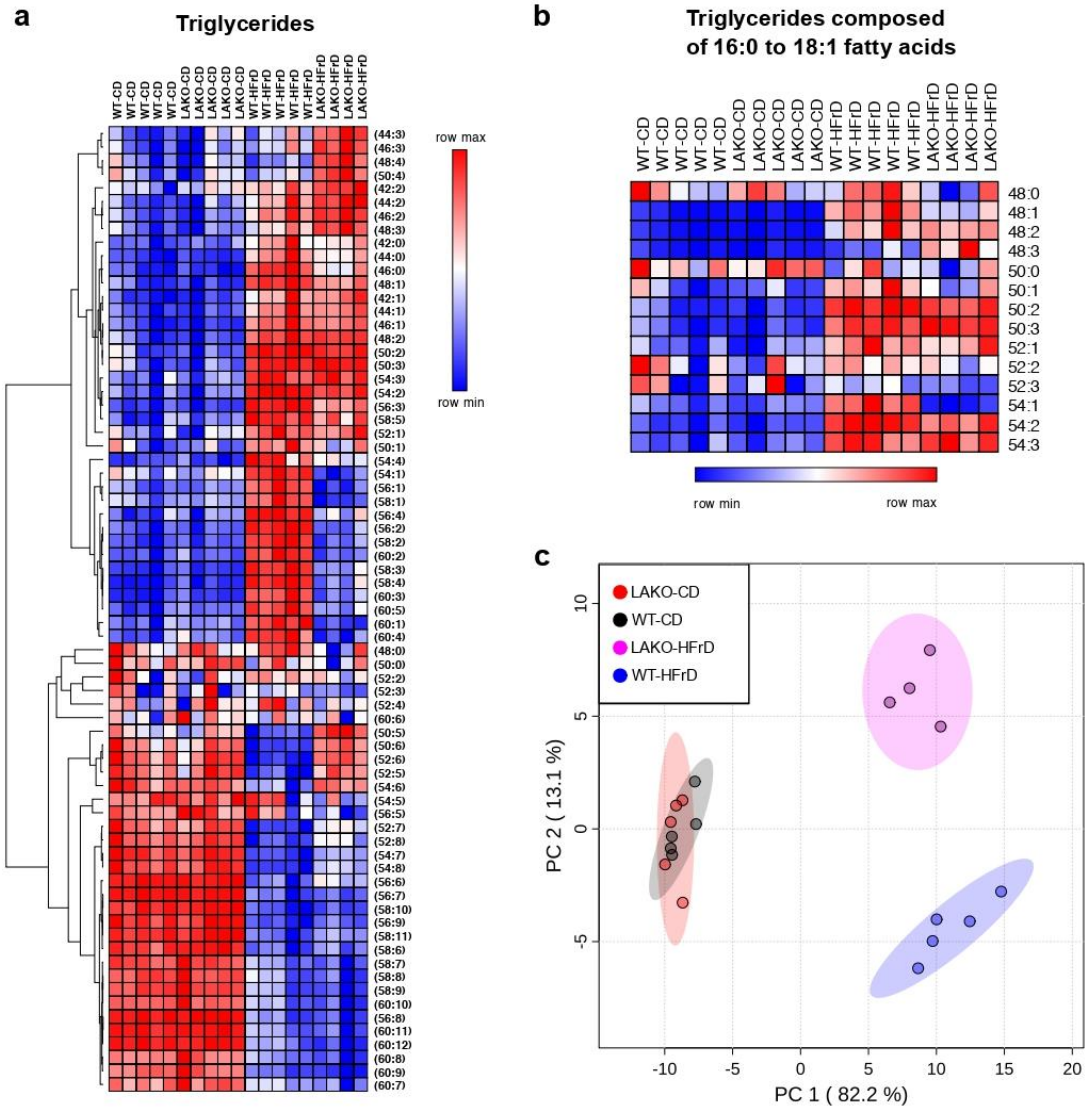 a
Triglycerides
WT-CD
WT-CD
WT-CD
WT-CD
WT-CD
LAKO-CD
LAKO-CD
LAKO-CD
LAKO-CD
LAKO-CD
WT-HFrD
WT-HFrD
WT-HFrD
WT-HFrD
WT-HFrD
LAKO-HFrD
LAKO-HFrD
LAKO-HFrD
LAKO-HFrD
(44:3)
(46:3)
(48:4)
(50:4)
(42:2)
(44:2)
(46:2)
(48:3)
(42:0)
(44:0)
(46:0)
(48:1)
(42:1)
(44:1)
(46:1)
(48:2)
(50:2)
(50:3)
(54:3)
(54:2)
(56:3)
(58:5)
(52:1)
(50:1)
(54:4)
(54:1)
(56:1)
(58:1)
(56:4)
(56:2)
(58:2)
(60:2)
(58:3)
(58:4)
(60:3)
(60:5)
(60:1)
(60:4)
(48:0)
(50:0)
(52:2)
(52:3)
(52:4)
(60:6)
(50:5)
(50:6)
(52:6)
(52:5)
(54:6)
(54:5)
(56:5)
(52:7)
(52:8)
(54:7)
(54:8)
(56:6)
(56:7)
(58:10)
(56:9)
(58:11)
(58:6)
(58:7)
(58:8)
(58:9)
(60:10)
(56:8)
(60:11)
(60:12)
(60:8)
(60:9)
(60:7)
row max
row min
b
Triglycerides composed
of 16:0 to 18:1 fatty acids
WT-CD
WT-CD
WT-CD
WT-CD
WT-CD
LAKO-CD
LAKO-CD
LAKO-CD
LAKO-CD
LAKO-CD
WT-HFrD
WT-HFrD
WT-HFrD
WT-HFrD
WT-HFrD
LAKO-HFrD
LAKO-HFrD
LAKO-HFrD
LAKO-HFrD
48:0
48:1
48:2
48:3
50:0
50:1
50:2
50:3
52:1
52:2
52:3
54:1
54:2
54:3
row min
row max
c
LAKO-CD
WT-CD
LAKO-HFrD
WT-HFrD
10
5
0
-5
PC 2 ( 13.1 %)
-10
-5
0
5
10
15
20
PC 1 ( 82.2 %)